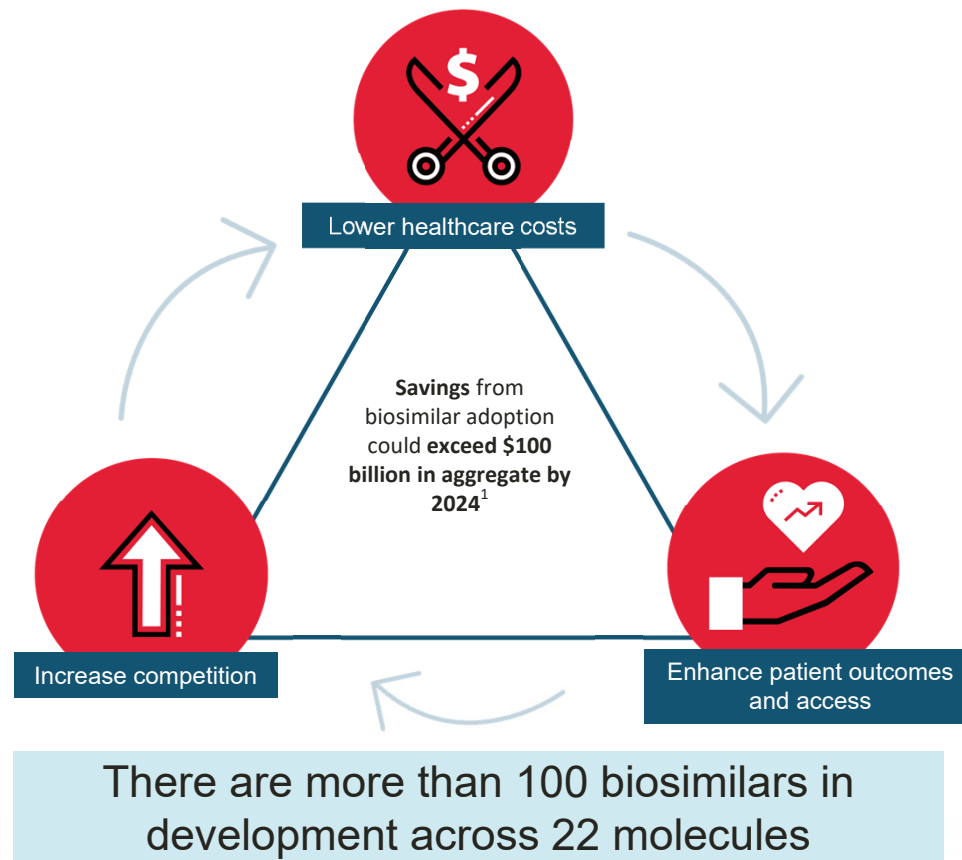 $
Lower healthcare costs
Savings from
biosimilar adoption
could exceed $100
billion in aggregate by
2024¹
Increase competition
Enhance patient outcomes
and access
There are more than 100 biosimilars in
development across 22 molecules